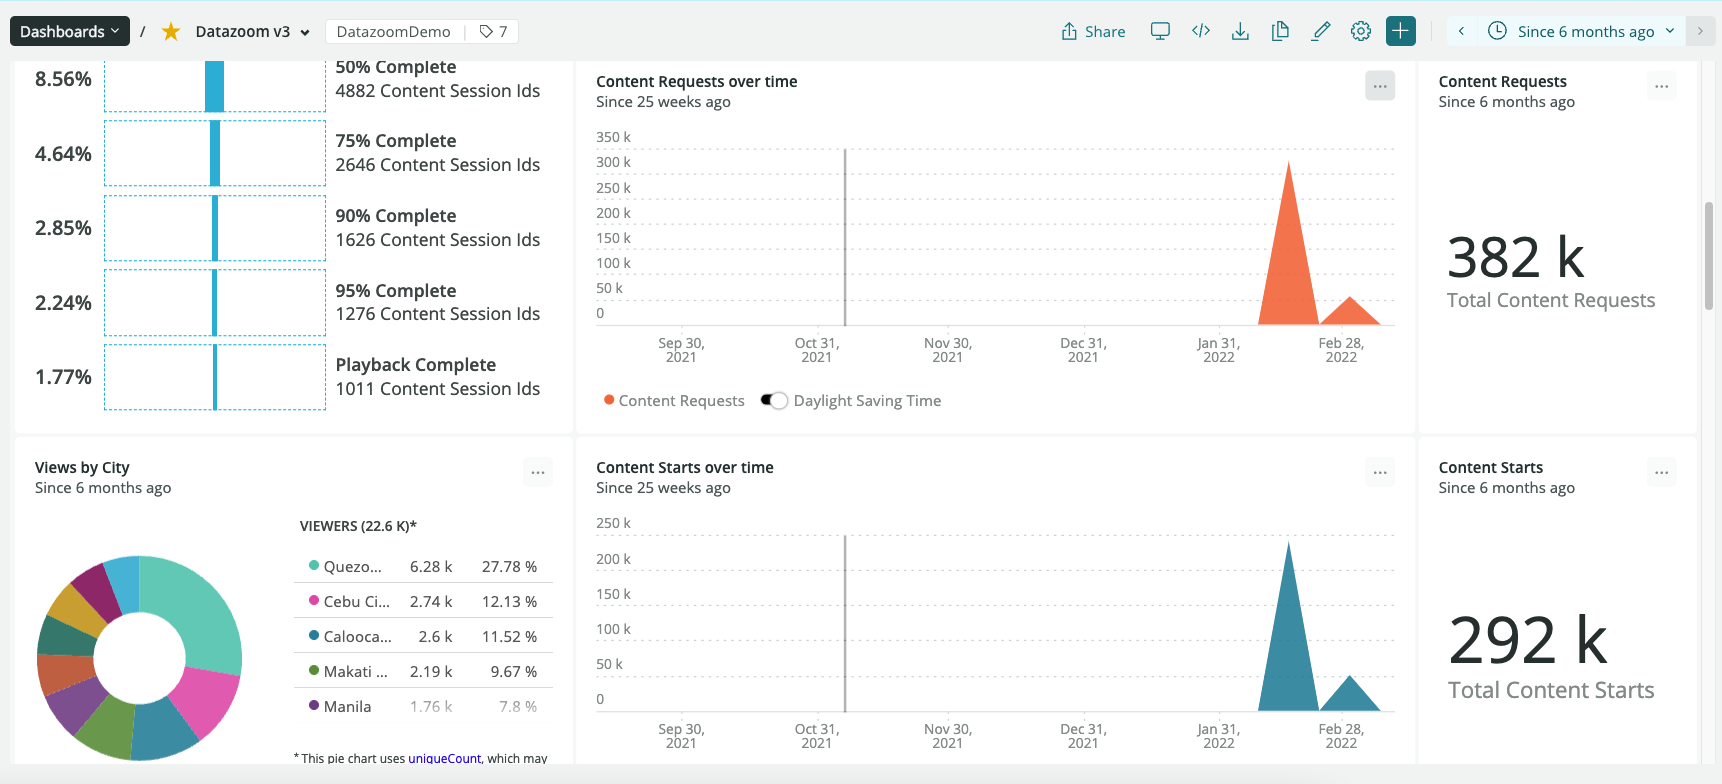 Dashboards / Datazoom v3 DatazoomDemo 7 Share Since 6 months ago
8.56% 50% Complete
4882 Content Session Ids
4.64% 75% Complete
2646 Content Session Ids
2.85% 90% Complete
1626 Content Session Ids
2.24% 95% Complete
1276 Content Session Ids
1.77% Playback Complete
1011 Content Session Ids
Content Requests over time
Since 25 weeks ago
350 k
300 k
250 k
200 k
150 k
100 k
50 k
0
Sep 30, 2021
Oct 31, 2021
Nov 30, 2021
Dec 31, 2021
Jan 31, 2022
Feb 28, 2022
Content Requests Daylight Saving Time
Content Requests
Since 6 months ago
382 k
Total Content Requests
Views by City
Since 6 months ago
VIEWERS (22.6 K)*
Quezo... 6.28 k 27.78 %
Cebu Ci... 2.74 k 12.13 %
Calooca... 2.6 k 11.52 %
Makati ... 2.19 k 9.67 %
Manila 1.76 k 7.8 %
* This pie chart uses uniqueCount, which may
Content Starts over time
Since 25 weeks ago
250 k
200 k
150 k
100 k
50 k
0
Sep 30, 2021
Oct 31, 2021
Nov 30, 2021
Dec 31, 2021
Jan 31, 2022
Feb 28, 2022
Content Starts
Since 6 months ago
292 k
Total Content Starts